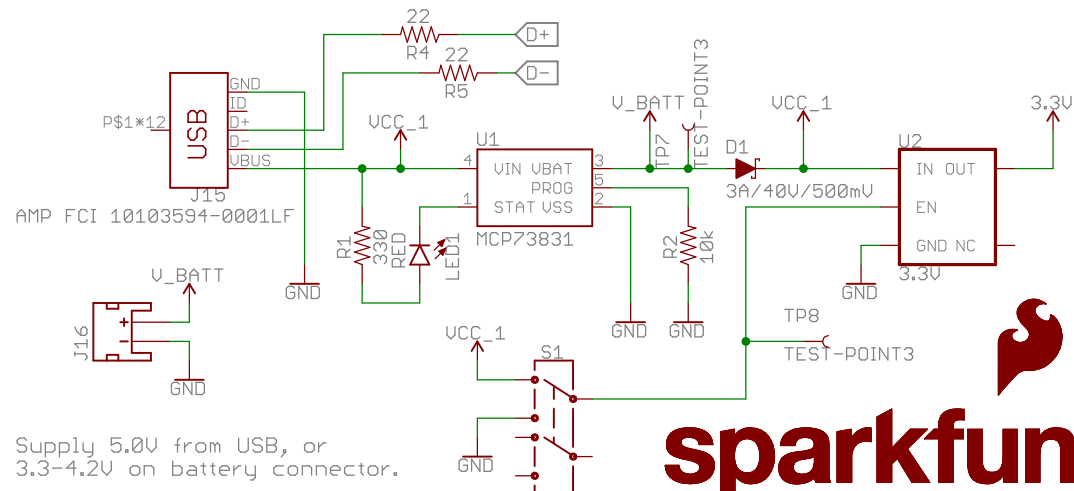 22
D+
R4
22
D-
R5
GND
ID
D+
D-
VBUS
USB
P$1*12
J15
AMP FCI 10103594-0001LF
VCC_1
U1
4 VIN VBAT 3
PROG 5
1 STAT VSS 2
MCP73831
R1
330
RED
LED1
GND
V_BATT
TP7
TEST-POINT3
D1
3A/40V/500mV
VCC_1
3.3V
U2
IN OUT
EN
GND NC
3.3V
GND
R2
10k
GND
GND
V_BATT
J16
+
-
GND
TP8
TEST-POINT3
VCC_1
S1
GND
Supply 5.0V from USB, or
3.3-4.2V on battery connector.
sparkfun